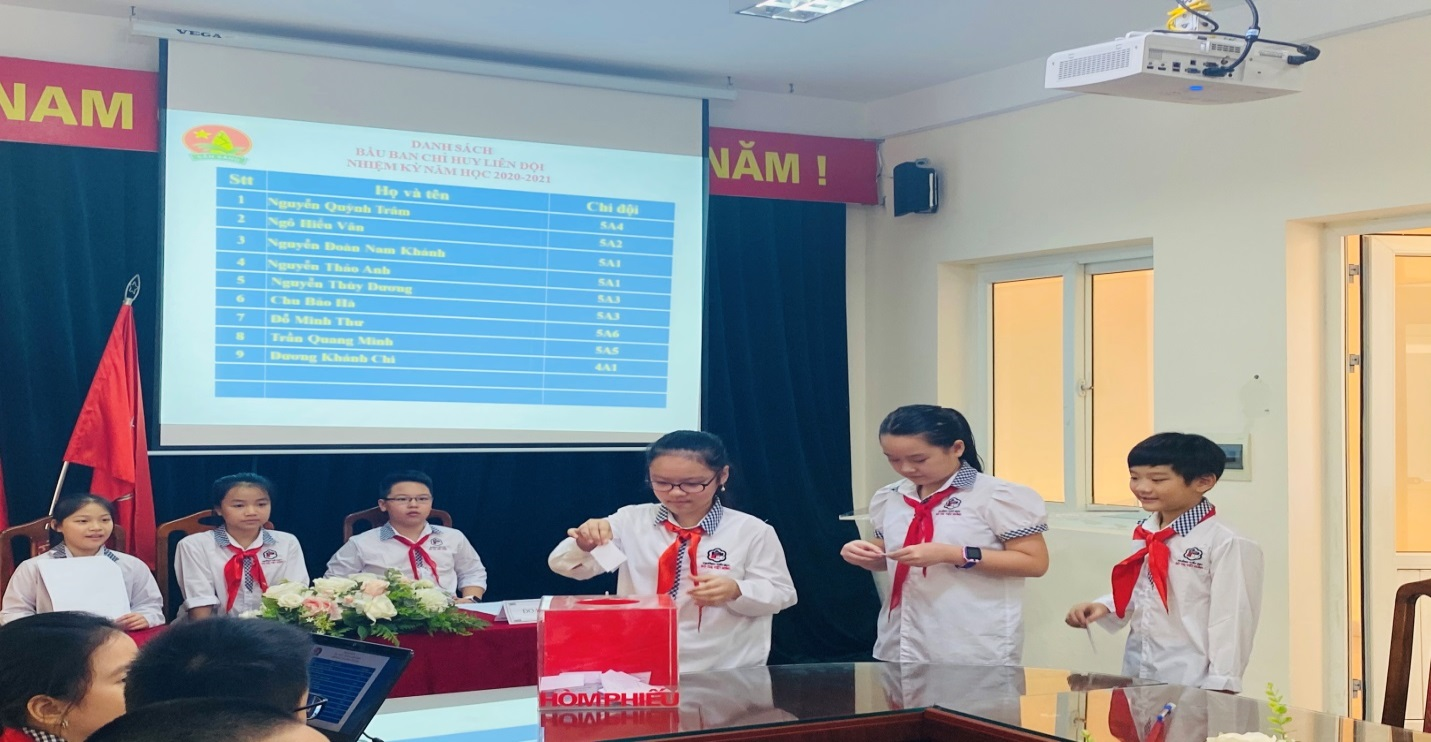 VEGA
NAM
NĂM !
DANH SÁCH
BẦU BAN CHỈ HUY LIÊN ĐỘI
NHIỆM KỲ NĂM HỌC 2020-2021
Stt Họ và tên Chi đội
1 Nguyễn Quỳnh Trâm 5A4
2 Ngô Hiểu Vân 5A2
3 Nguyễn Đoàn Nam Khánh 5A1
4 Nguyễn Thảo Anh 5A1
5 Nguyễn Thùy Dương 5A3
6 Chu Bảo Hà 5A3
7 Đỗ Minh Thư 5A6
8 Trần Quang Minh 5A5
9 Dương Khánh Chi 4A1
HÒM PHIẾU